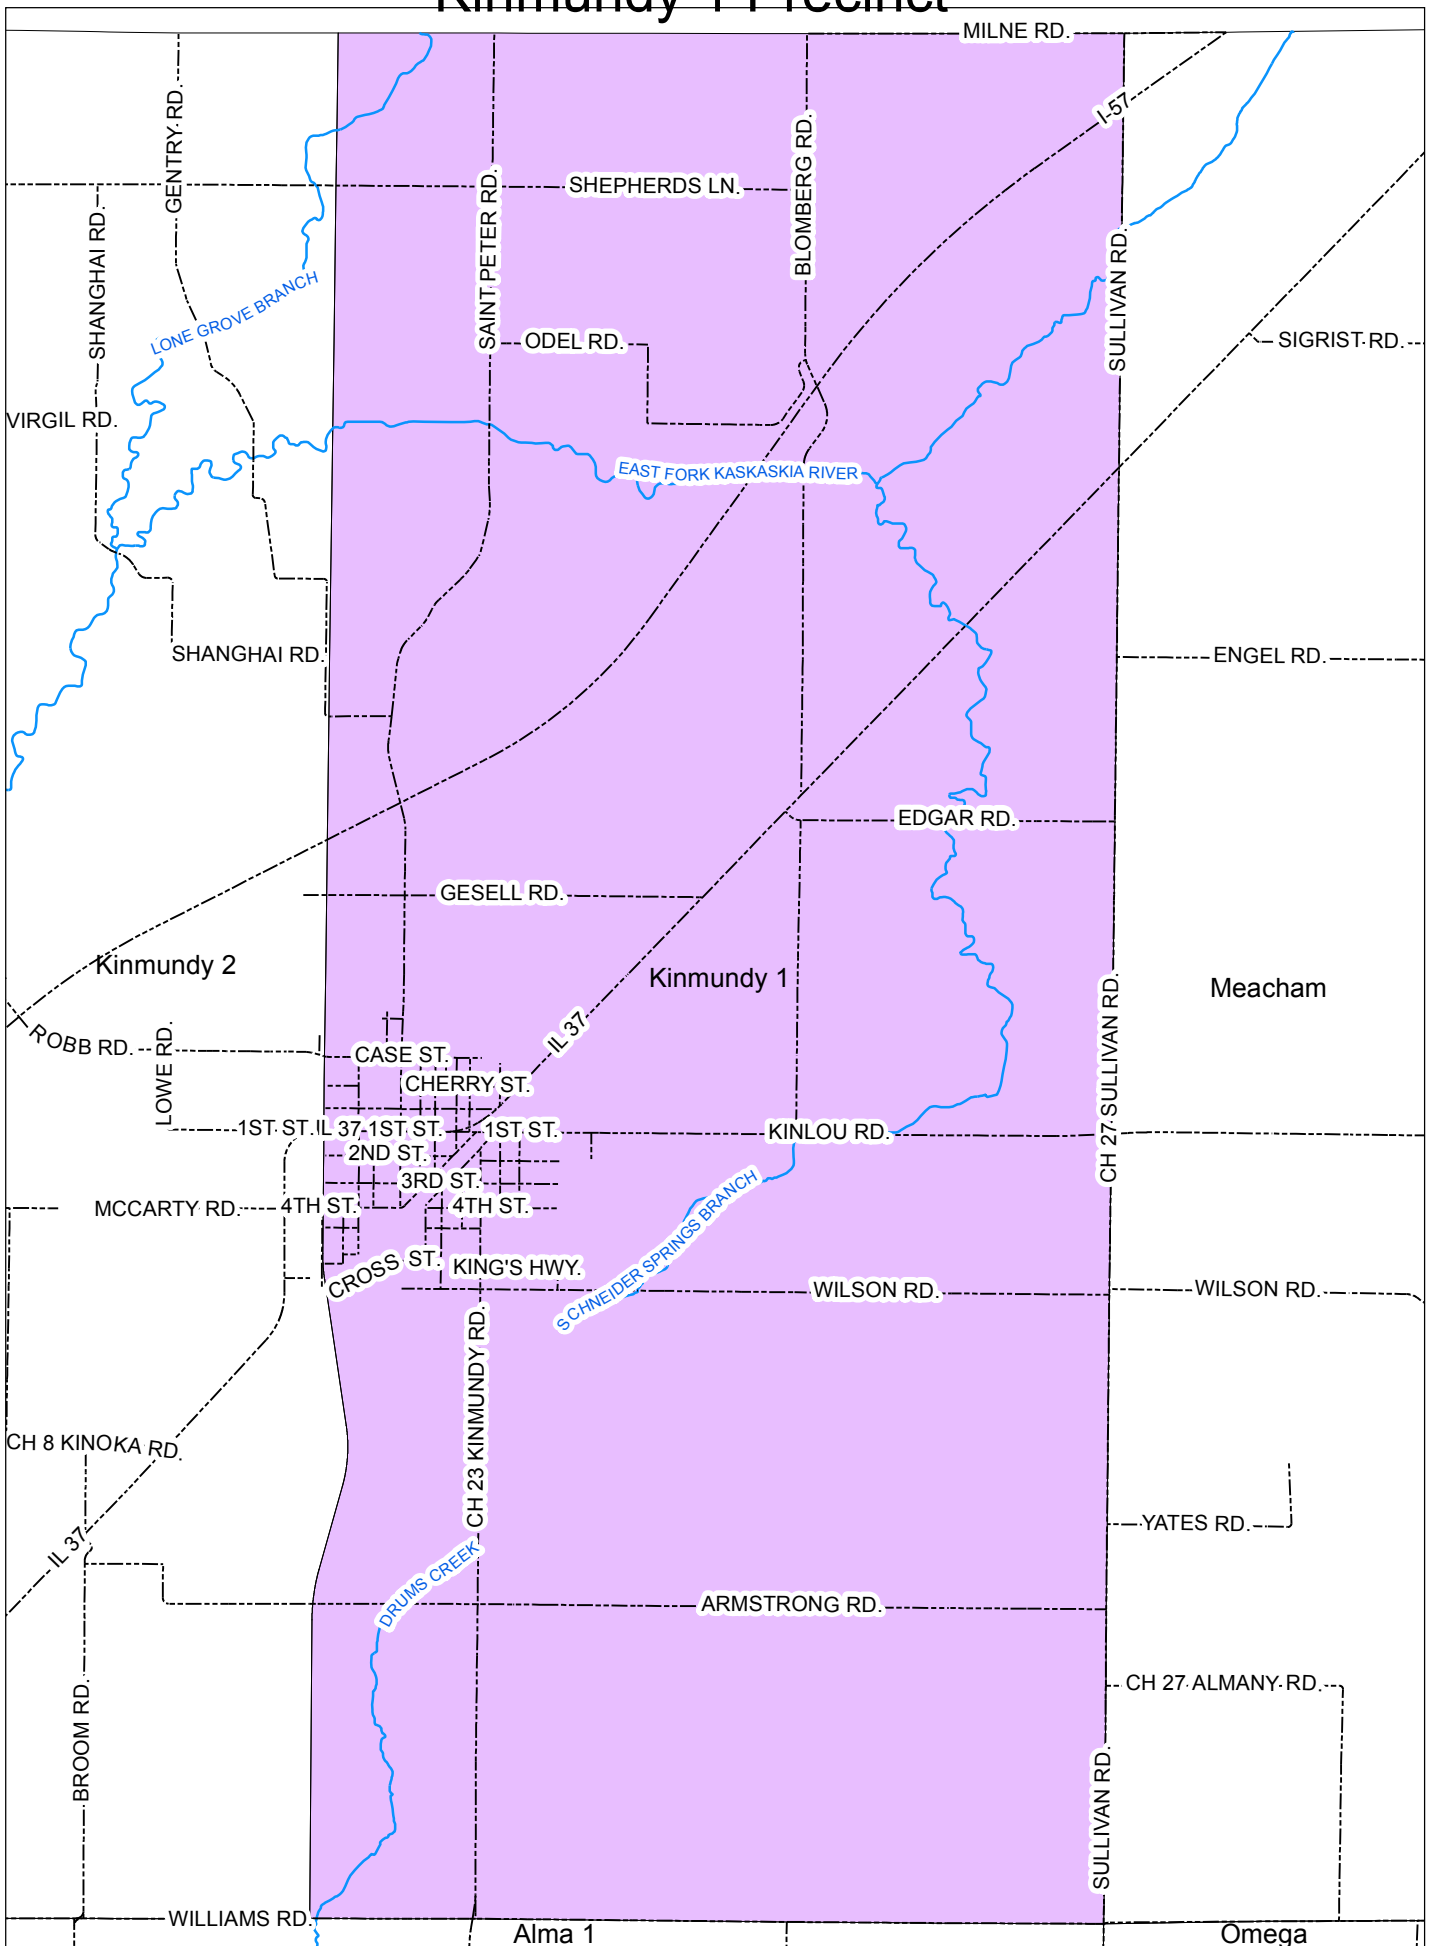 Kinmundy 1 Precinct
MILNE RD.
I-57
GENTRY RD.
BLOMBERG RD.
SHEPHERDS LN.
SAINT PETER RD.
SHANGHAI RD.
SULLIVAN RD.
LONE GROVE BRANCH
ODEL RD.
SIGRIST RD.
VIRGIL RD.
EAST FORK KASKASKIA RIVER
SHANGHAI RD.
ENGEL RD.
EDGAR RD.
GESELL RD.
Kinmundy 2
Kinmundy 1
Meacham
IL 37
ROBB RD.
LOWE RD.
CASE ST.
CHERRY ST.
CH 27 SULLIVAN RD.
1ST ST.
IL 37
1ST ST.
1ST ST.
KINLOU RD.
2ND ST.
3RD ST.
MCCARTY RD.
4TH ST.
4TH ST.
SCHNEIDER SPRINGS BRANCH
CROSS ST.
KING'S HWY.
WILSON RD.
WILSON RD.
CH 23 KINMUNDY RD.
CH 8 KINOKA RD.
IL 37
YATES RD.
DRUMS CREEK
ARMSTRONG RD.
CH 27 ALMANY RD.
BROOM RD.
SULLIVAN RD.
WILLIAMS RD.
Alma 1
Omega